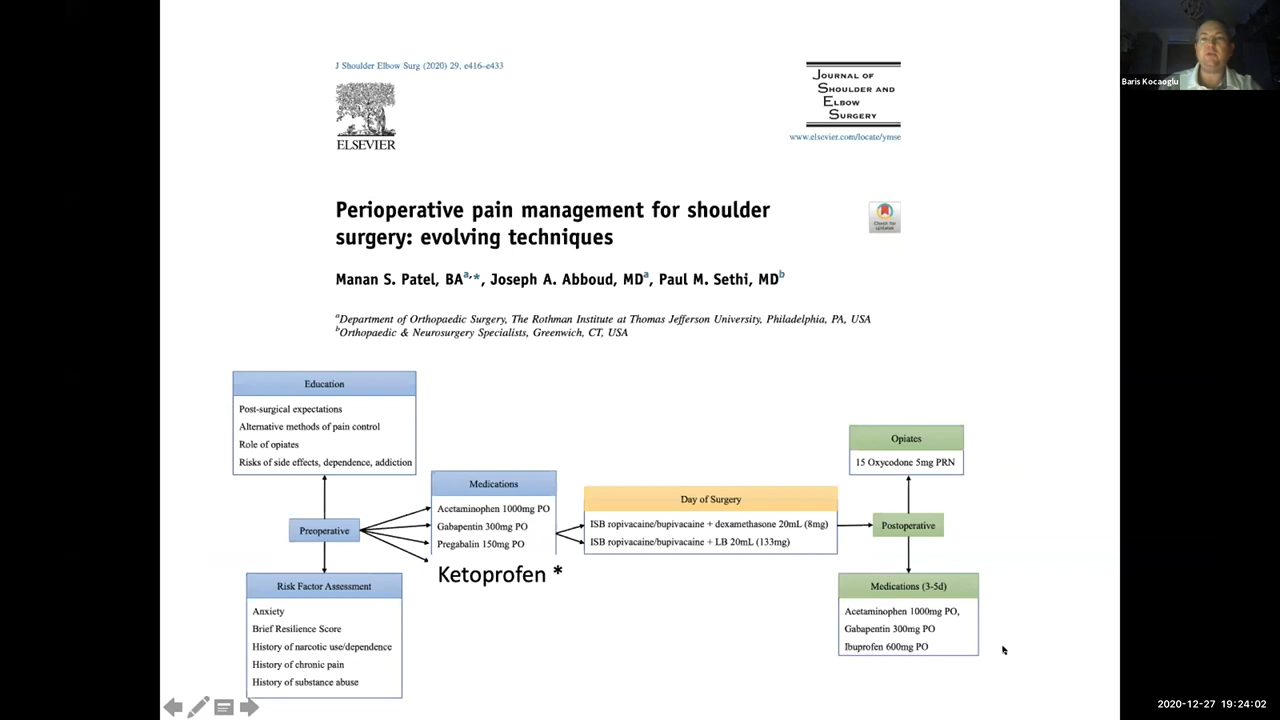 J Shoulder Elbow Surg (2020) 29, e416–e433
ELSEVIER
JOURNAL OF
SHOULDER AND
ELBOW
SURGERY
www.elsevier.com/locate/ymse
Baris Kocaoglu
Perioperative pain management for shoulder
surgery: evolving techniques
Check for
updates
Manan S. Patel, BAa,*, Joseph A. Abboud, MDa, Paul M. Sethi, MDb
aDepartment of Orthopaedic Surgery, The Rothman Institute at Thomas Jefferson University, Philadelphia, PA, USA
bOrthopaedic & Neurosurgery Specialists, Greenwich, CT, USA
Education
Post-surgical expectations
Alternative methods of pain control
Role of opiates
Risks of side effects, dependence, addiction
Preoperative
Risk Factor Assessment
Anxiety
Brief Resilience Score
History of narcotic use/dependence
History of chronic pain
History of substance abuse
Medications
Acetaminophen 1000mg PO
Gabapentin 300mg PO
Pregabalin 150mg PO
Ketoprofen *
Day of Surgery
ISB ropivacaine/bupivacaine + dexamethasone 20mL (8mg)
ISB ropivacaine/bupivacaine + LB 20mL (133mg)
Opiates
15 Oxycodone 5mg PRN
Postoperative
Medications (3-5d)
Acetaminophen 1000mg PO,
Gabapentin 300mg PO
Ibuprofen 600mg PO
2020-12-27 19:24:02